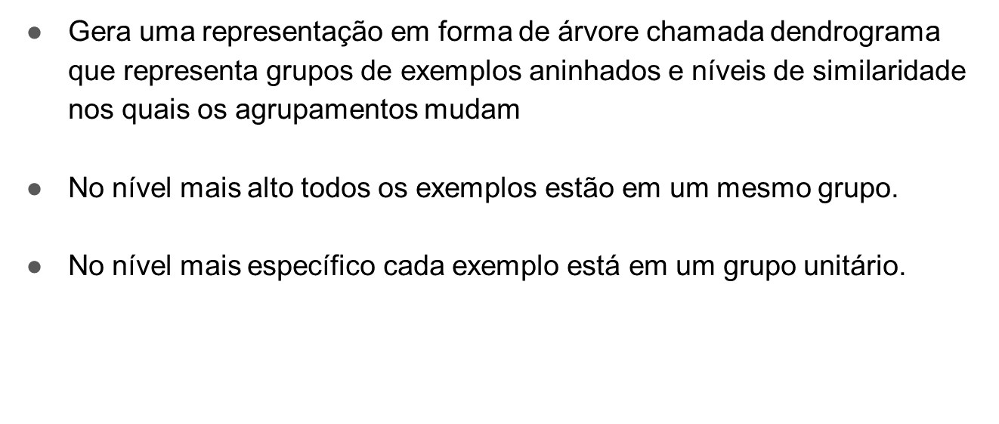 ● Gera uma representação em forma de árvore chamada dendrograma
que representa grupos de exemplos aninhados e níveis de similaridade
nos quais os agrupamentos mudam
● No nível mais alto todos os exemplos estão em um mesmo grupo.
● No nível mais específico cada exemplo está em um grupo unitário.